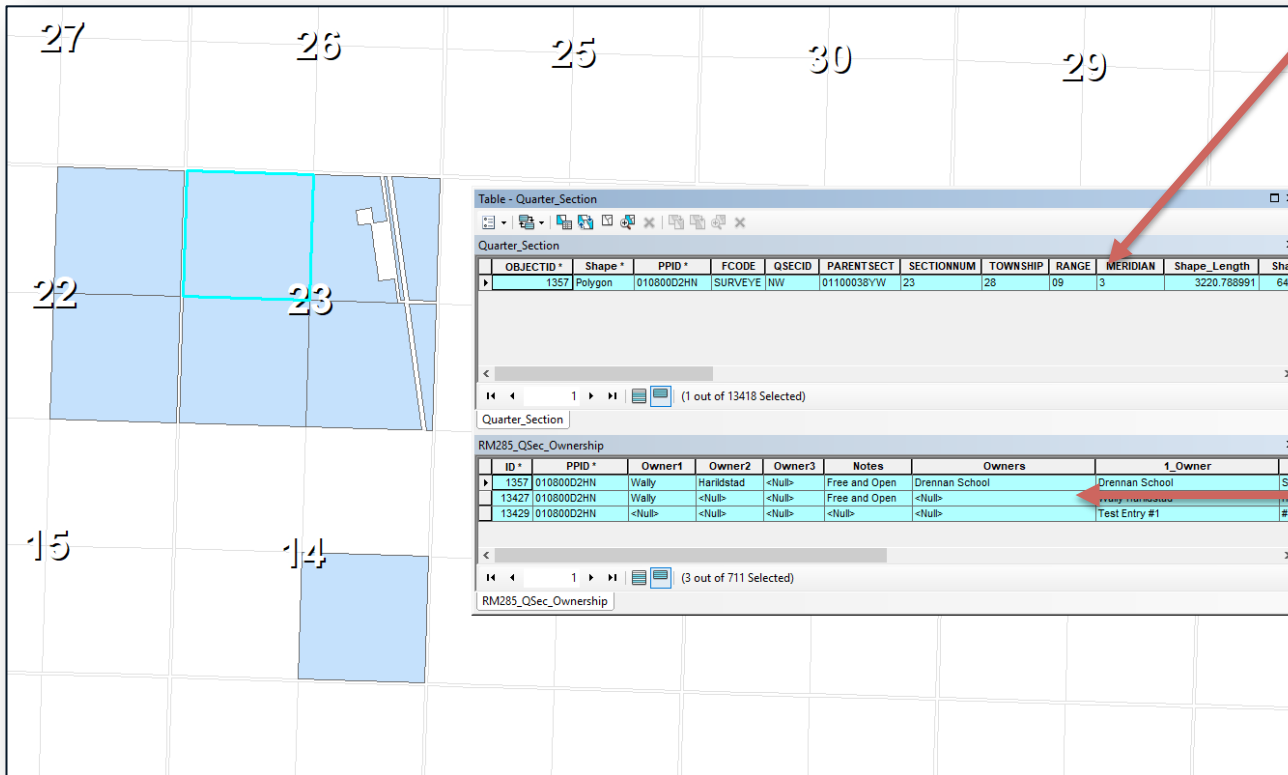 27 26 25 30 29
Table - Quarter_Section
Quarter_Section
OBJECTID * Shape * PPID * FCODE QSECID PARENTSECT SECTIONNUM TOWNSHIP RANGE MERIDIAN Shape_Length
1357 Polygon 010800D2HN SURVEYE NW 01100038YW 23 28 09 3 3220.788991 64
22 23
1 (1 out of 13418 Selected)
Quarter_Section
RM285_QSec_Ownership
ID * PPID * Owner1 Owner2 Owner3 Notes Owners 1_Owner
1357 010800D2HN Wally Harildstad <Null> Free and Open Drennan School Drennan School S
13427 010800D2HN Wally <Null> <Null> Free and Open <Null>
13429 010800D2HN <Null> <Null> <Null> <Null> <Null> Test Entry #1 #
15 14
1 (3 out of 711 Selected)
RM285_QSec_Ownership